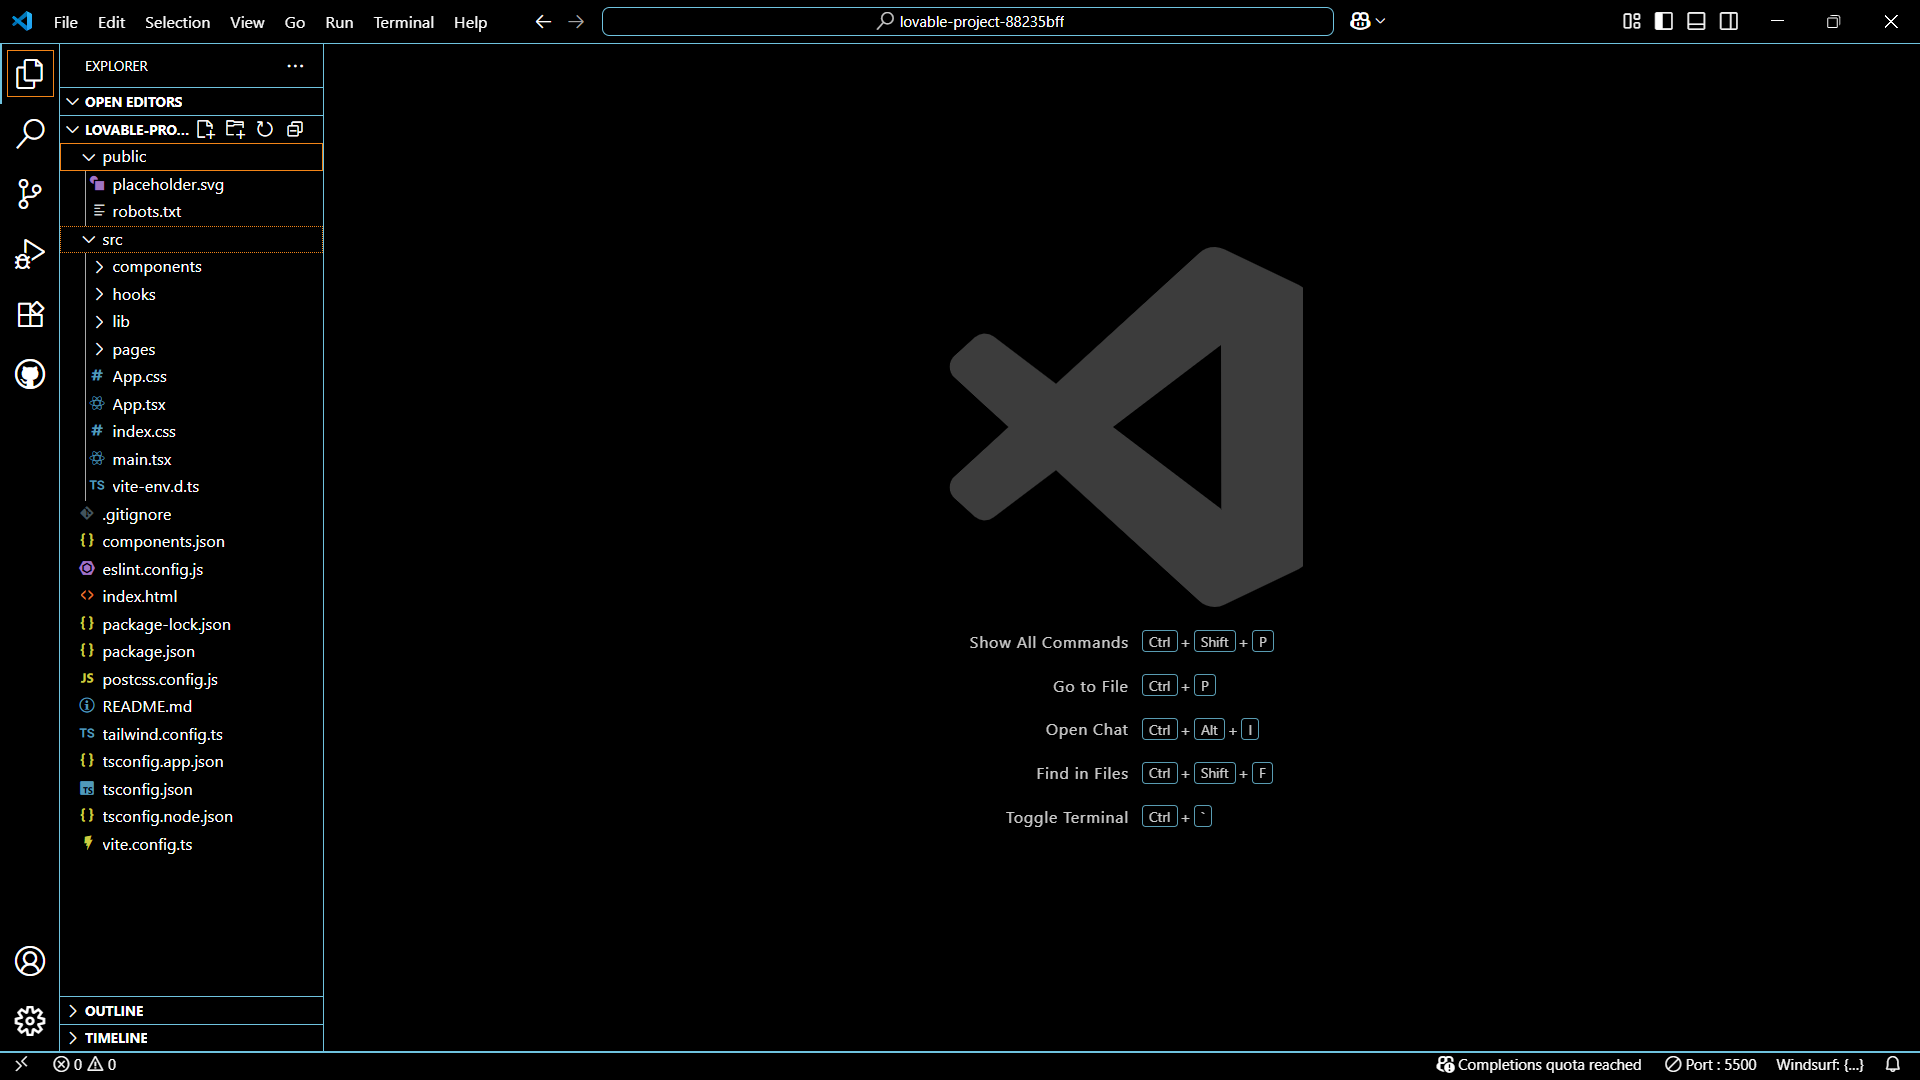 File Edit Selection View Go Run Terminal Help
lovable-project-88235bff
EXPLORER
OPEN EDITORS
LOVABLE-PRO...
public
placeholder.svg
robots.txt
src
components
hooks
lib
pages
# App.css
App.tsx
# index.css
main.tsx
TS vite-env.d.ts
.gitignore
{} components.json
eslint.config.js
<> index.html
{} package-lock.json
{} package.json
JS postcss.config.js
README.md
TS tailwind.config.ts
{} tsconfig.app.json
TS tsconfig.json
{} tsconfig.node.json
vite.config.ts
OUTLINE
TIMELINE
Show All Commands Ctrl + Shift + P
Go to File Ctrl + P
Open Chat Ctrl + Alt + I
Find in Files Ctrl + Shift + F
Toggle Terminal Ctrl + `
0 0 Completions quota reached Port : 5500 Windsurf: {...}